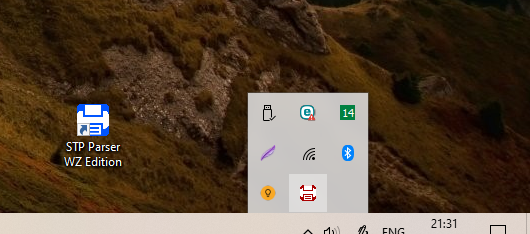 14
STP Parser
WZ Edition
21:31
ENG